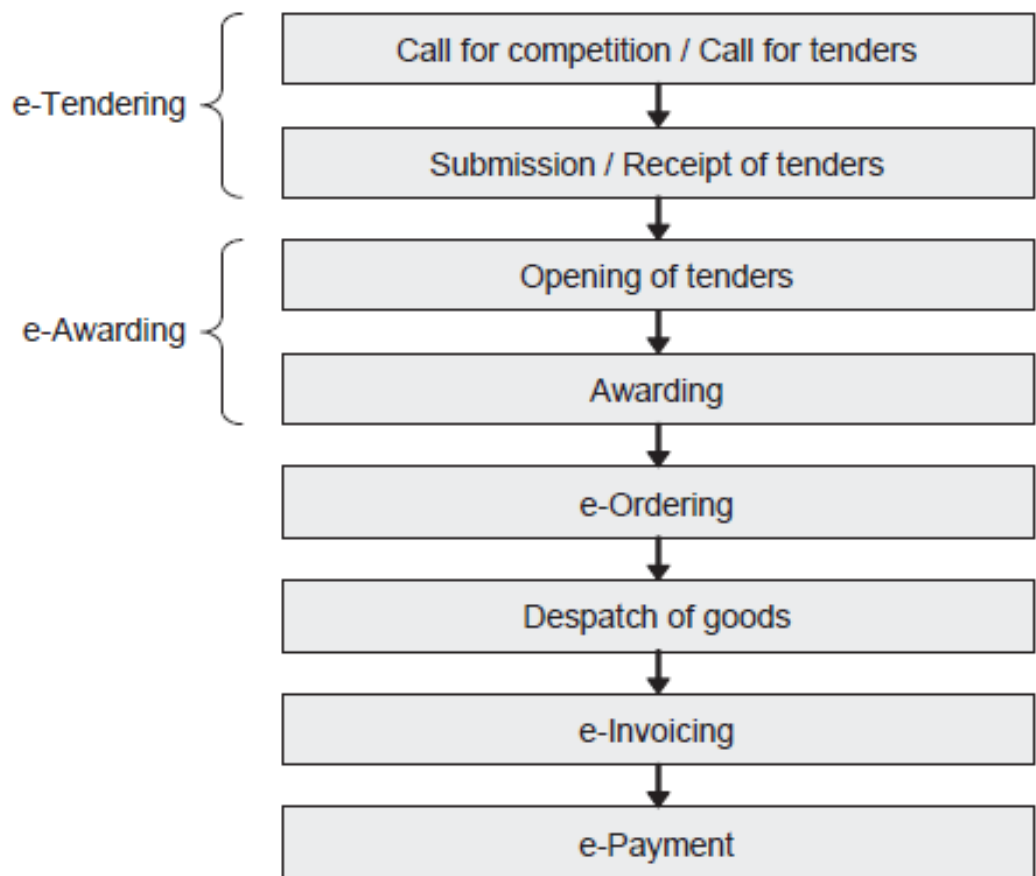 Call for competition / Call for tenders
e-Tendering
Submission / Receipt of tenders
Opening of tenders
e-Awarding
Awarding
e-Ordering
Despatch of goods
e-Invoicing
e-Payment